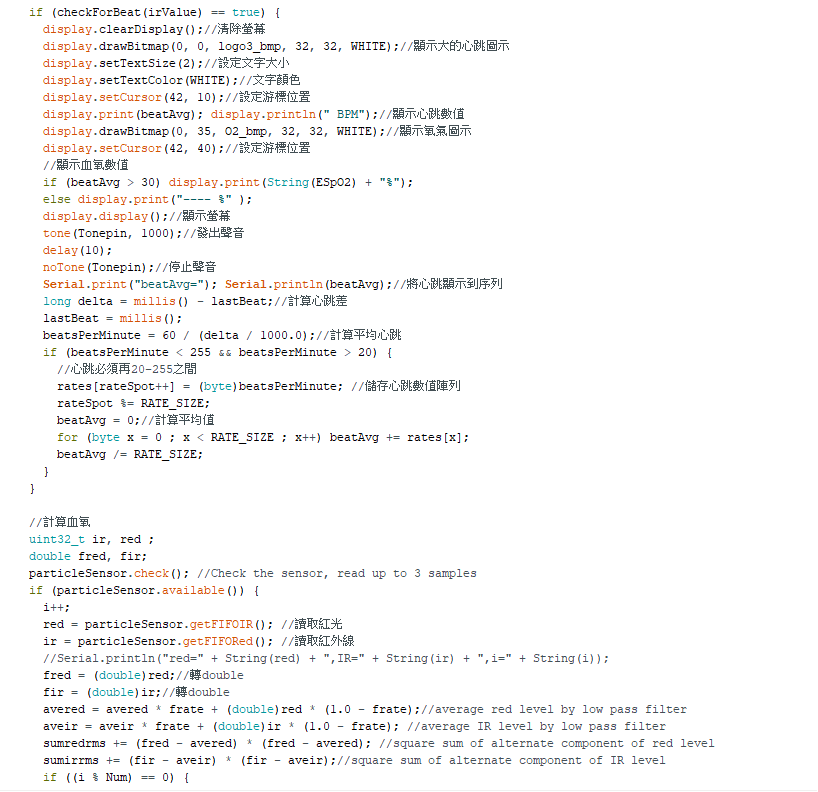 if (checkForBeat(irValue) == true) {
display.clearDisplay();//清除螢幕
display.drawBitmap(0, 0, logo3_bmp, 32, 32, WHITE);//顯示大的心跳圖示
display.setTextSize(2);//設定文字大小
display.setTextColor(WHITE);//文字顏色
display.setCursor(42, 10);//設定游標位置
display.print(beatAvg); display.println(" BPM");//顯示心跳數值
display.drawBitmap(0, 35, O2_bmp, 32, 32, WHITE);//顯示氧氣圖示
display.setCursor(42, 40);//設定游標位置
//顯示血氧數值
if (beatAvg > 30) display.print(String(ESpO2) + "%");
else display.print("---- %" );
display.display();//顯示螢幕
tone(Tonepin, 1000);//發出聲音
delay(10);
noTone(Tonepin);//停止聲音
Serial.print("beatAvg="); Serial.println(beatAvg);//將心跳顯示到序列
long delta = millis() - lastBeat;//計算心跳差
lastBeat = millis();
beatsPerMinute = 60 / (delta / 1000.0);//計算平均心跳
if (beatsPerMinute < 255 && beatsPerMinute > 20) {
//心跳必須再20-255之間
rates[rateSpot++] = (byte)beatsPerMinute; //儲存心跳數值陣列
rateSpot %= RATE_SIZE;
beatAvg = 0;//計算平均值
for (byte x = 0 ; x < RATE_SIZE ; x++) beatAvg += rates[x];
beatAvg /= RATE_SIZE;
}
}
//計算血氧
uint32_t ir, red ;
double fred, fir;
particleSensor.check(); //Check the sensor, read up to 3 samples
if (particleSensor.available()) {
i++;
red = particleSensor.getFIFOIR(); //讀取紅光
ir = particleSensor.getFIFORed(); //讀取紅外線
//Serial.println("red=" + String(red) + ",IR=" + String(ir) + ",i=" + String(i));
fred = (double)red;//轉double
fir = (double)ir;//轉double
avered = avered * frate + (double)red * (1.0 - frate);//average red level by low pass filter
aveir = aveir * frate + (double)ir * (1.0 - frate); //average IR level by low pass filter
sumredrms += (fred - avered) * (fred - avered); //square sum of alternate component of red level
sumirrms += (fir - aveir) * (fir - aveir);//square sum of alternate component of IR level
if ((i % Num) == 0) {